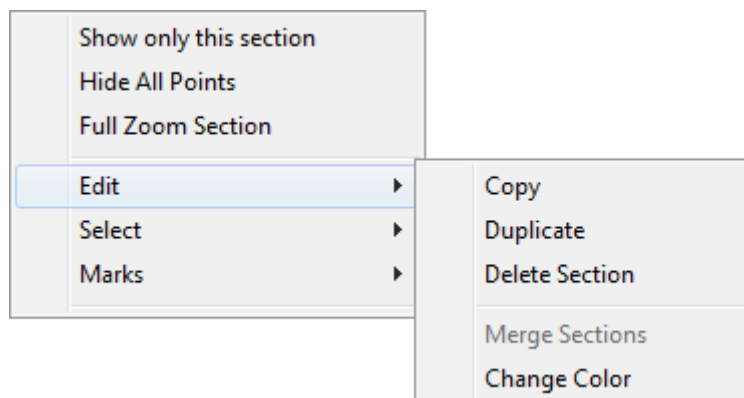 Show only this section
Hide All Points
Full Zoom Section
Edit
Select
Marks
Copy
Duplicate
Delete Section
Merge Sections
Change Color